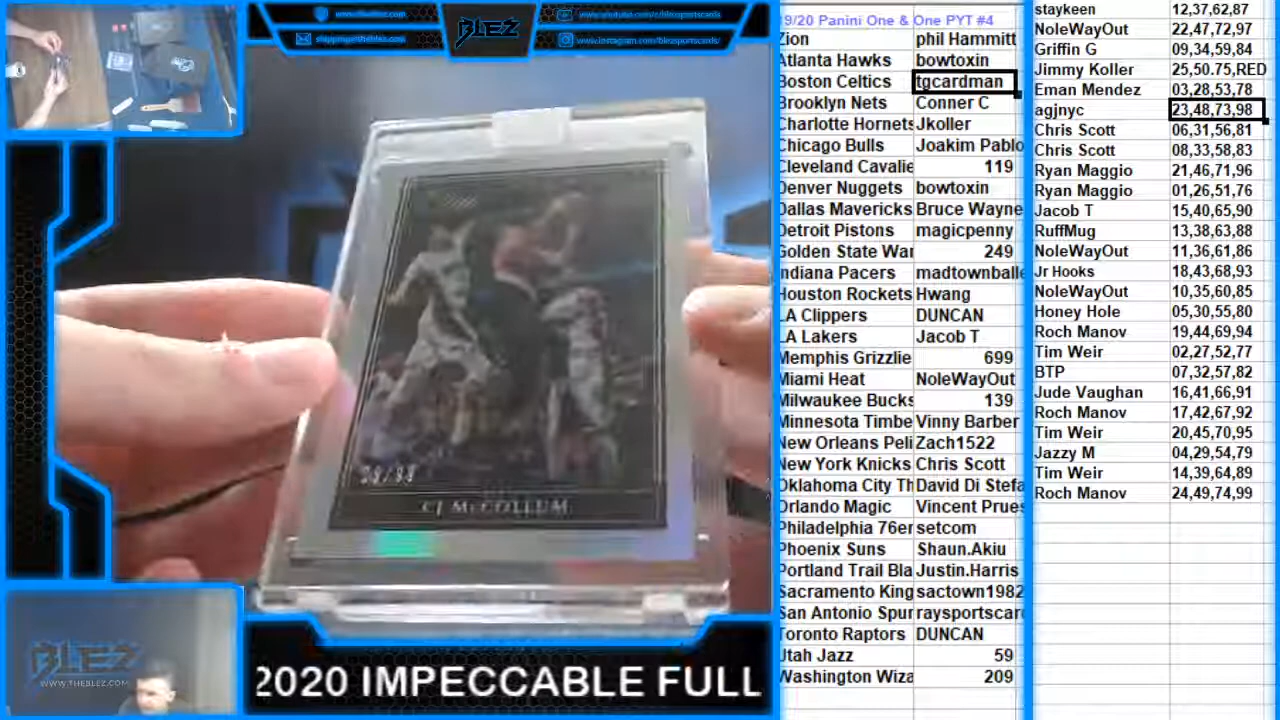 www.theblez.com
BLEZ
CJ McCOLLUM
BLEZ
WWW.THEBLEZ.COM
2020 IMPECCABLE FULL
19/20 Panini One & One PYT #4
Zion phil Hammitt
Atlanta Hawks bowtoxin
Boston Celtics tgcardman
Brooklyn Nets Conner C
Charlotte Hornets Jkoller
Chicago Bulls Joakim Pablo
Cleveland Cavalie 119
Denver Nuggets bowtoxin
Dallas Mavericks Bruce Wayne
Detroit Pistons magicpenny
Golden State War 249
Indiana Pacers madtownballe
Houston Rockets Hwang
LA Clippers DUNCAN
LA Lakers Jacob T
Memphis Grizzlie 699
Miami Heat NoleWayOut
Milwaukee Bucks 139
Minnesota Timbe Vinny Barber
New Orleans Peli Zach1522
New York Knicks Chris Scott
Oklahoma City Th David Di Stefa
Orlando Magic Vincent Prues
Philadelphia 76er setcom
Phoenix Suns Shaun.Akiu
Portland Trail Bla Justin.Harris
Sacramento King sactown1982
San Antonio Spur raysportscard
Toronto Raptors DUNCAN
Utah Jazz 59
Washington Wiza 209
staykeen 12,37,62,87
NoleWayOut 22,47,72,97
Griffin G 09,34,59,84
Jimmy Koller 25,50.75,RED
Eman Mendez 03,28,53,78
agjnyc 23,48,73,98
Chris Scott 06,31,56,81
Chris Scott 08,33,58,83
Ryan Maggio 21,46,71,96
Ryan Maggio 01,26,51,76
Jacob T 15,40,65,90
RuffMug 13,38,63,88
NoleWayOut 11,36,61,86
Jr Hooks 18,43,68,93
NoleWayOut 10,35,60,85
Honey Hole 05,30,55,80
Roch Manov 19,44,69,94
Tim Weir 02,27,52,77
BTP 07,32,57,82
Jude Vaughan 16,41,66,91
Roch Manov 17,42,67,92
Tim Weir 20,45,70,95
Jazzy M 04,29,54,79
Tim Weir 14,39,64,89
Roch Manov 24,49,74,99